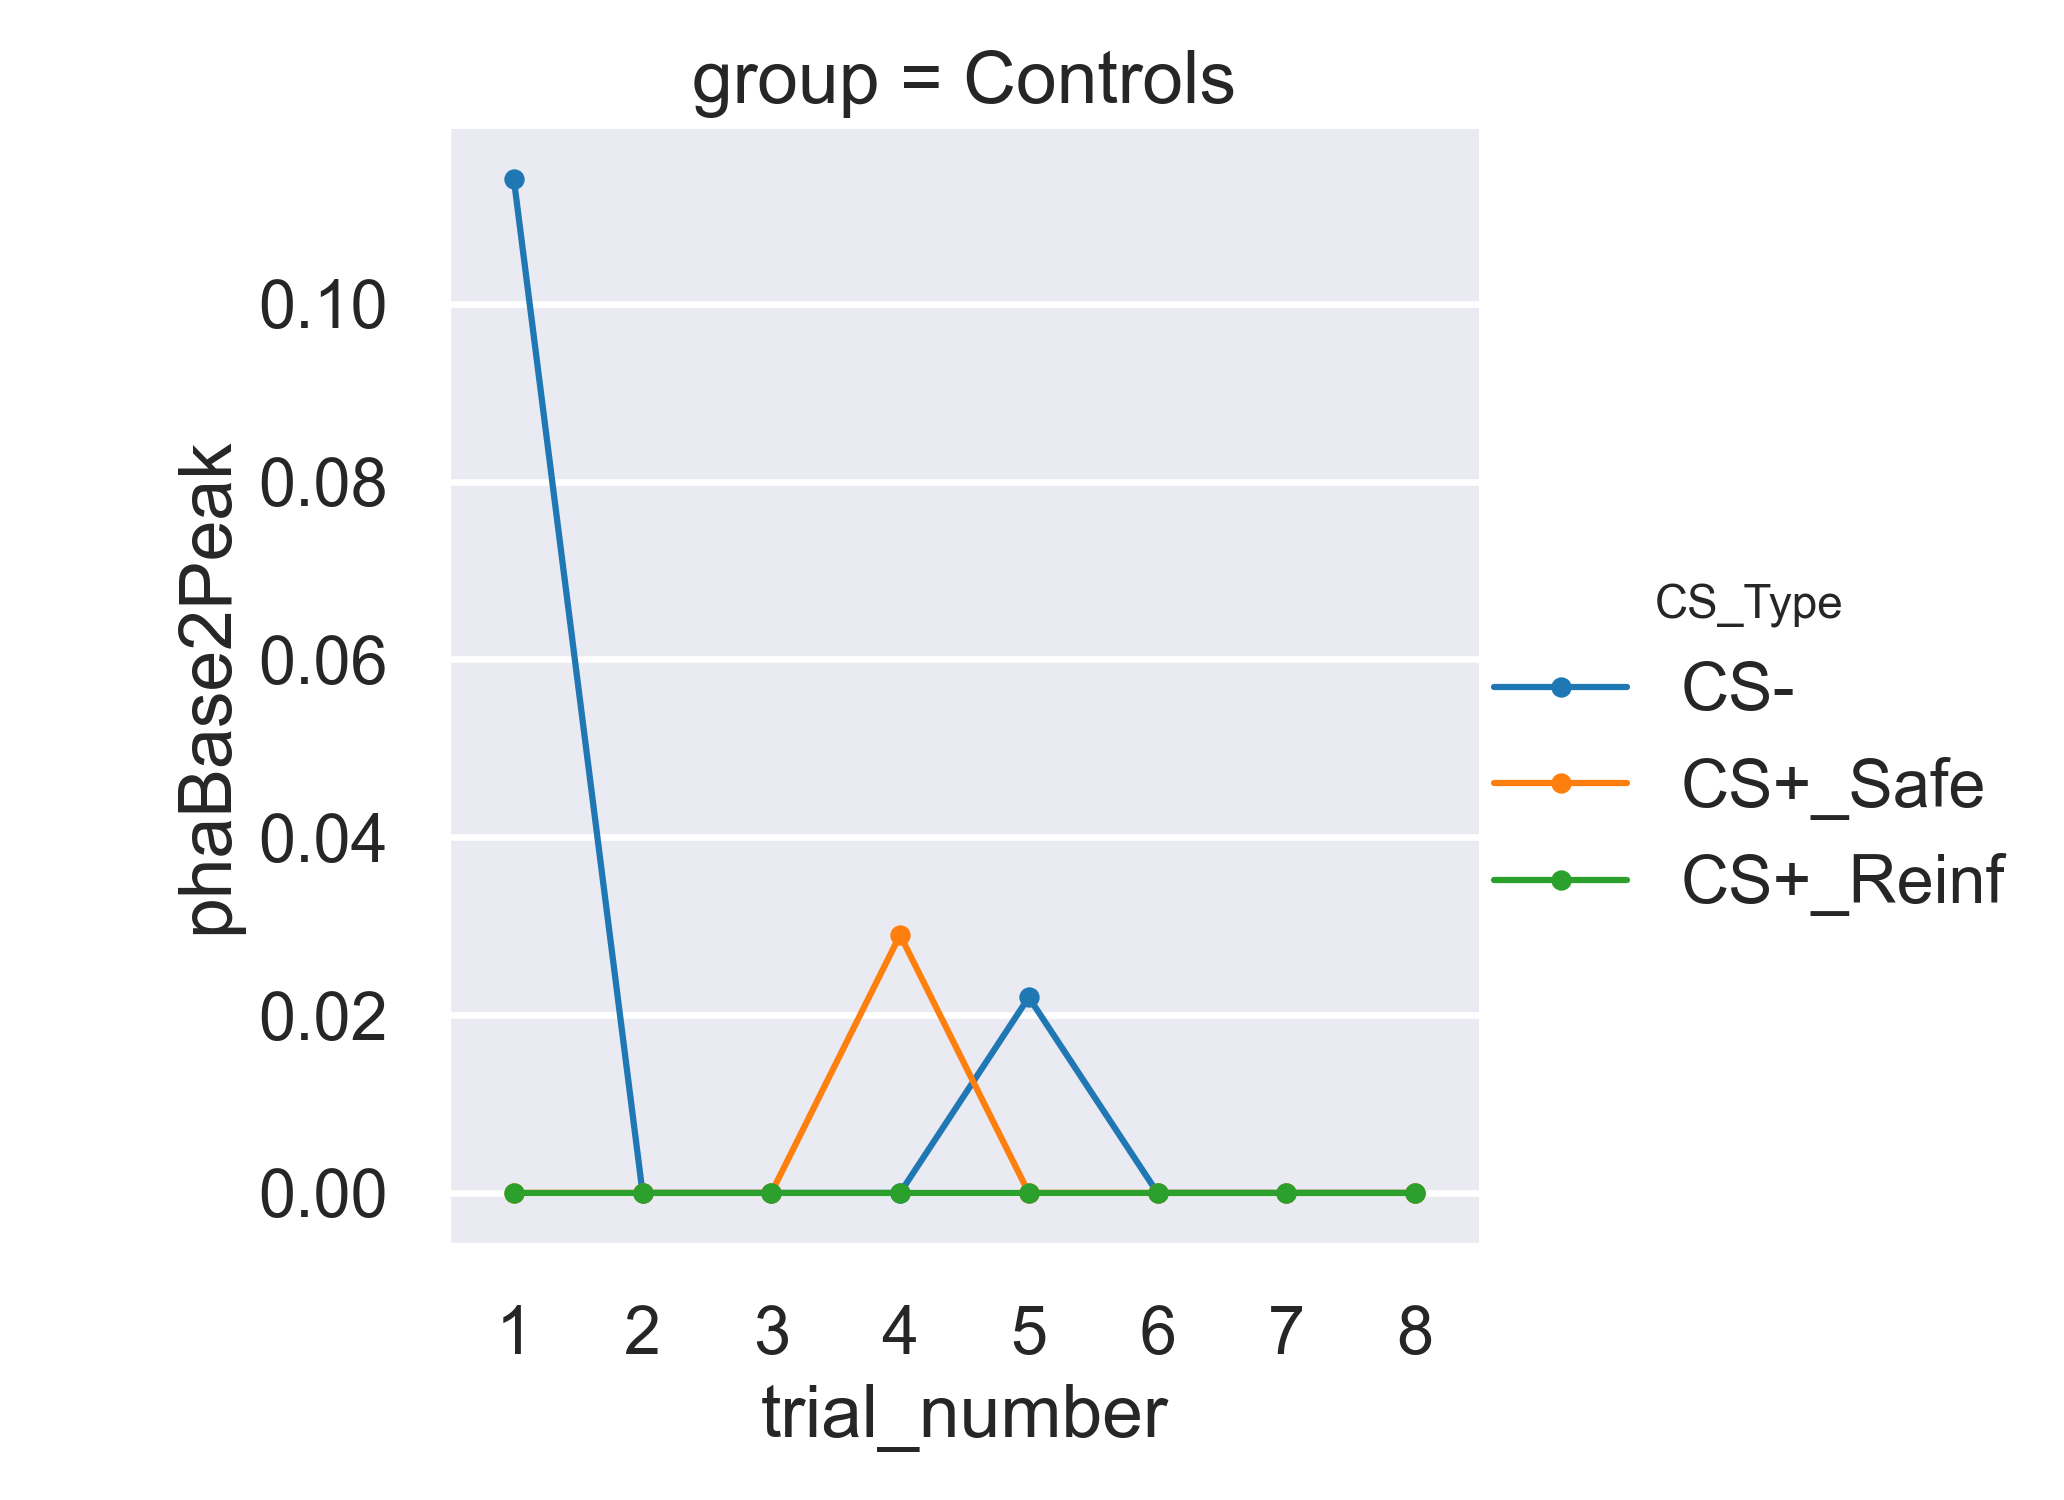 group = Controls
phaBase2Peak
0.10
0.08
0.06
0.04
0.02
0.00
1 2 3 4 5 6 7 8
trial_number
CS_Type
CS-
CS+_Safe
CS+_Reinf